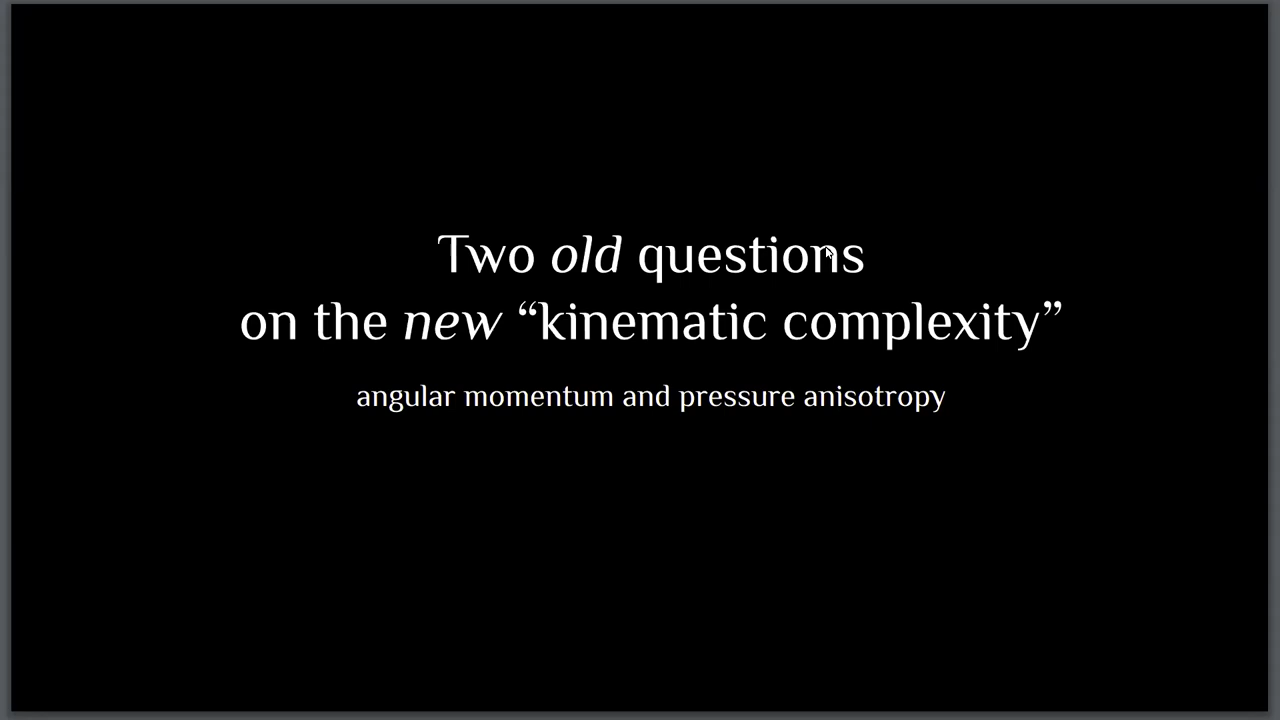 Two old questions
on the new “kinematic complexity”
angular momentum and pressure anisotropy